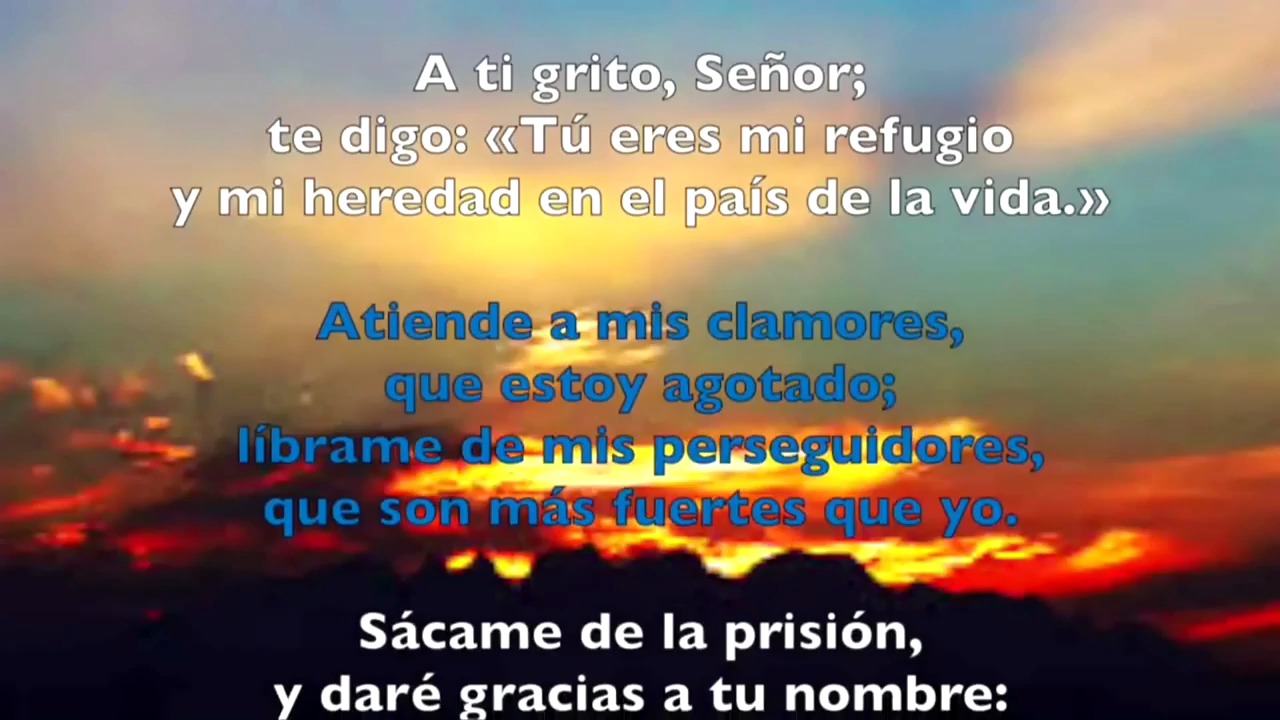 A ti grito, Señor;
te digo: «Tú eres mi refugio
y mi heredad en el país de la vida.»
Atiende a mis clamores,
que estoy agotado;
líbrame de mis perseguidores,
que son más fuertes que yo.
Sácame de la prisión,
y daré gracias a tu nombre: